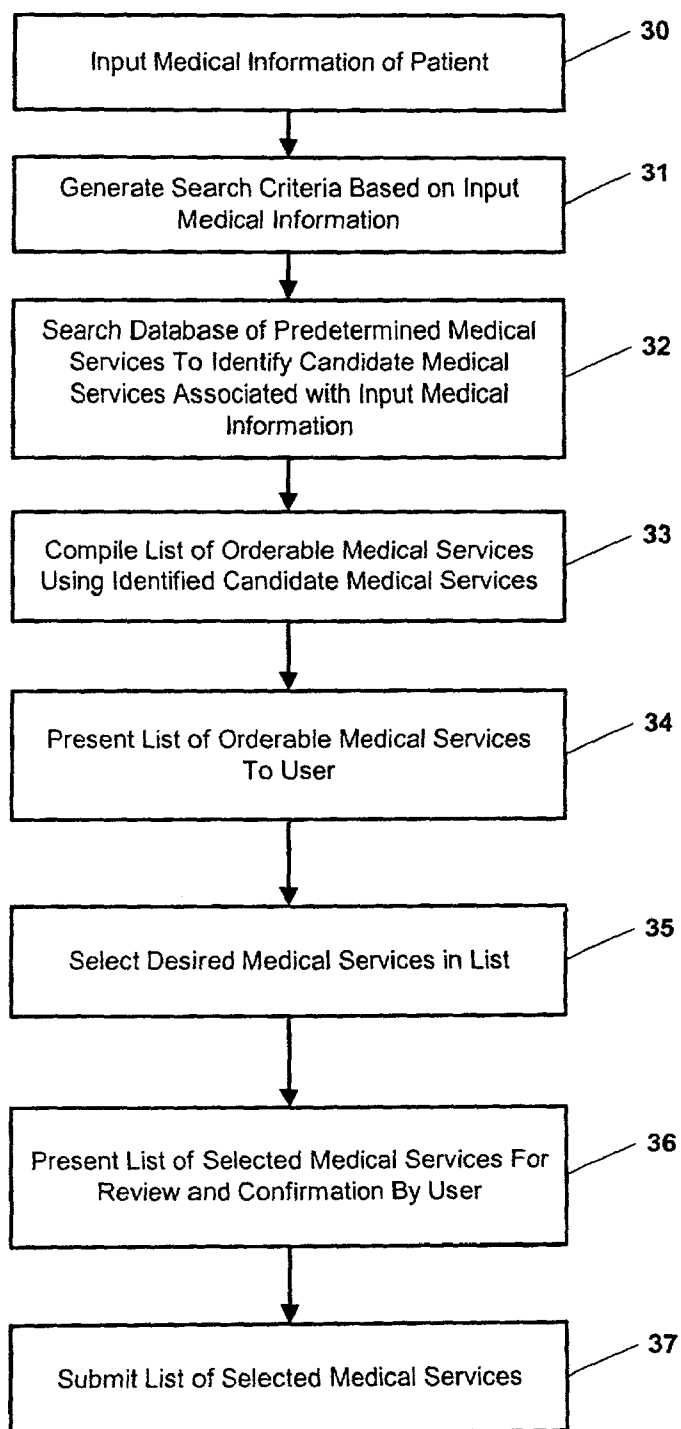 30
Input Medical Information of Patient
31
Generate Search Criteria Based on Input
Medical Information
32
Search Database of Predetermined Medical
Services To Identify Candidate Medical
Services Associated with Input Medical
Information
33
Compile List of Orderable Medical Services
Using Identified Candidate Medical Services
34
Present List of Orderable Medical Services
To User
35
Select Desired Medical Services in List
36
Present List of Selected Medical Services For
Review and Confirmation By User
37
Submit List of Selected Medical Services